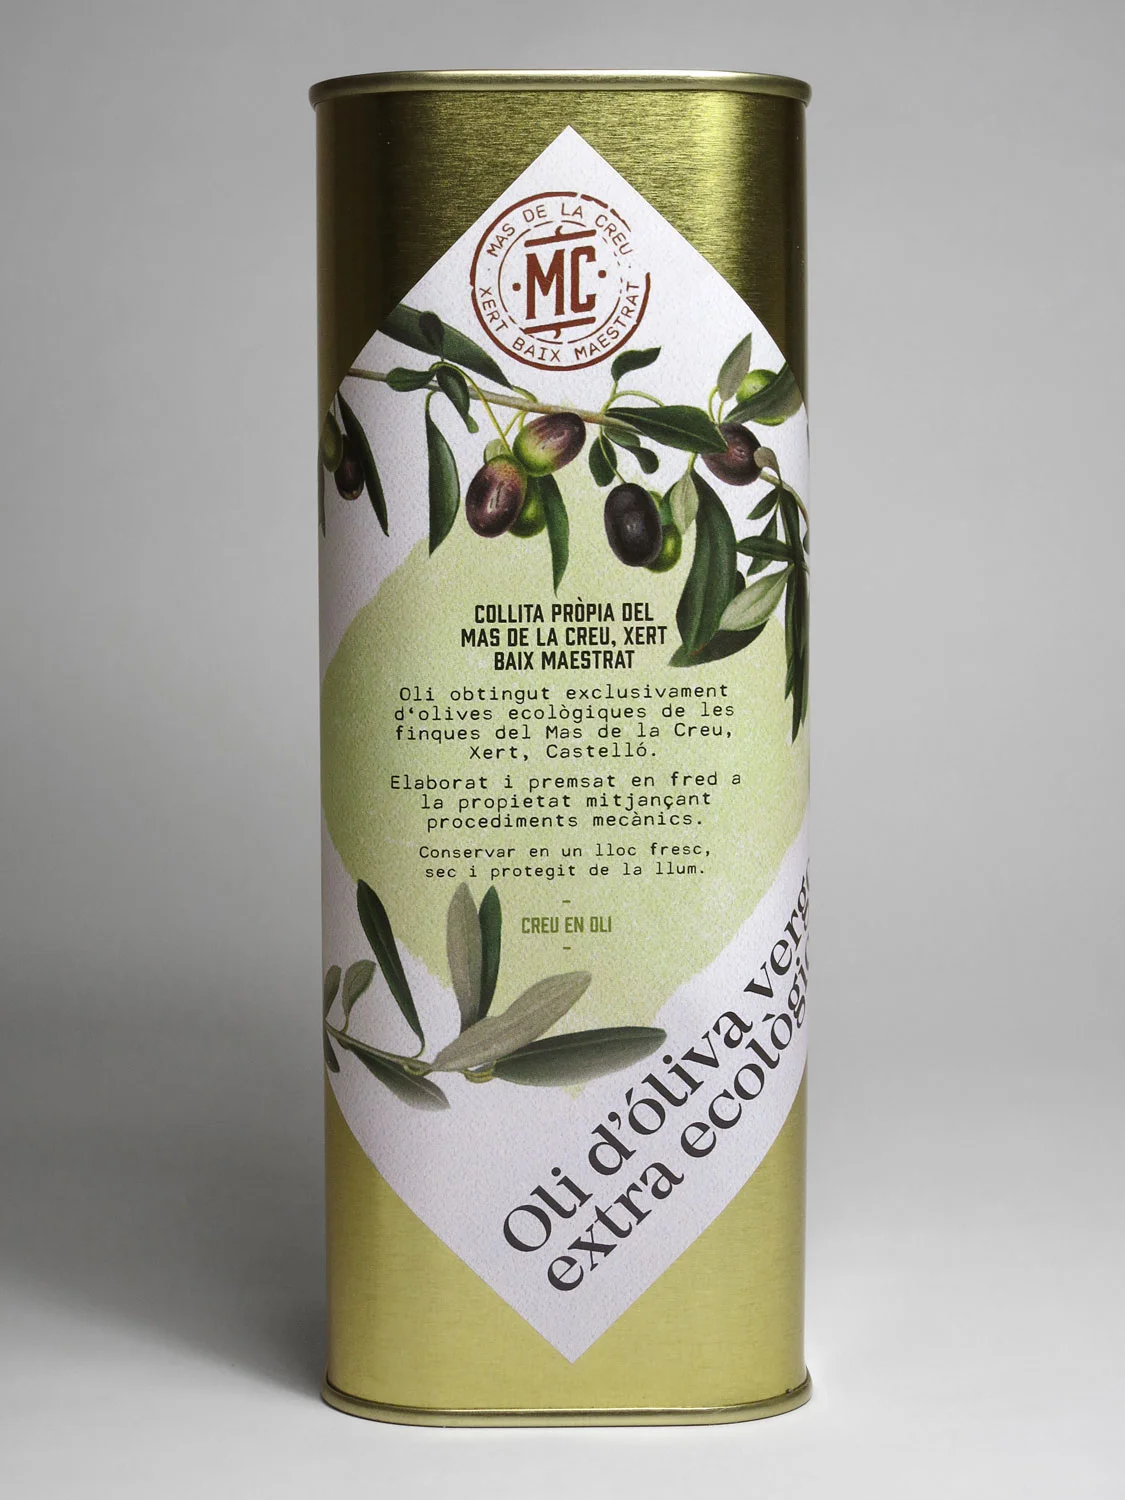 MAS DE LA CREU
MC
XERT BAIX MAESTRAT
COLLITA PRÒPIA DEL
MAS DE LA CREU, XERT
BAIX MAESTRAT
Oli obtingut exclusivament
d‘olives ecològiques de les
finques del Mas de la Creu,
Xert, Castelló.
Elaborat i premsat en fred a
la propietat mitjançant
procediments mecànics.
Conservar en un lloc fresc,
sec i protegit de la llum.
–
CREU EN OLI
–
Oli d’óliva
extra